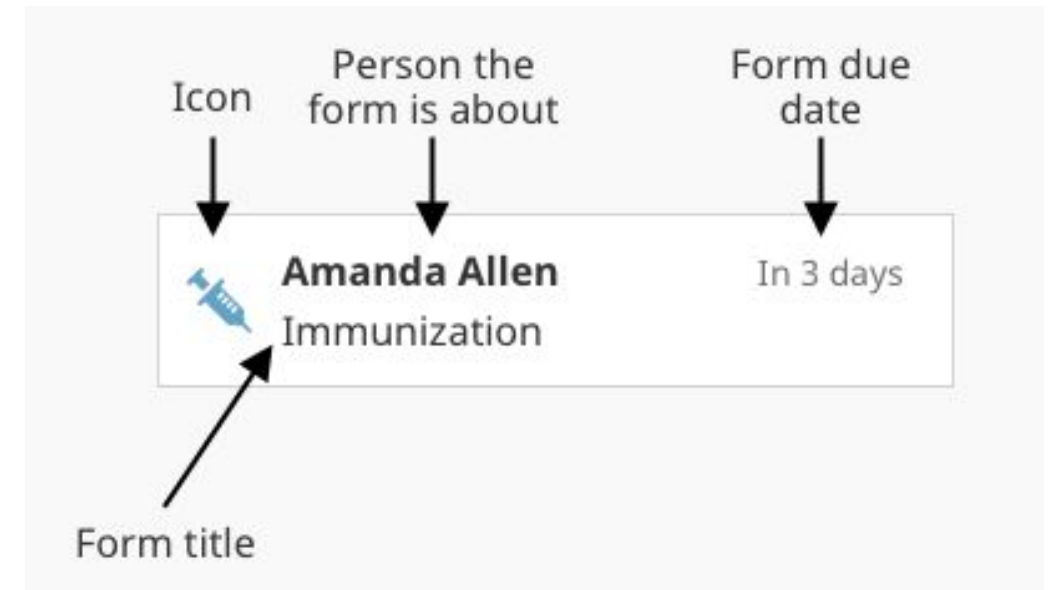 Icon
Person the
form is about
Form due
date
Amanda Allen
In 3 days
Immunization
Form title